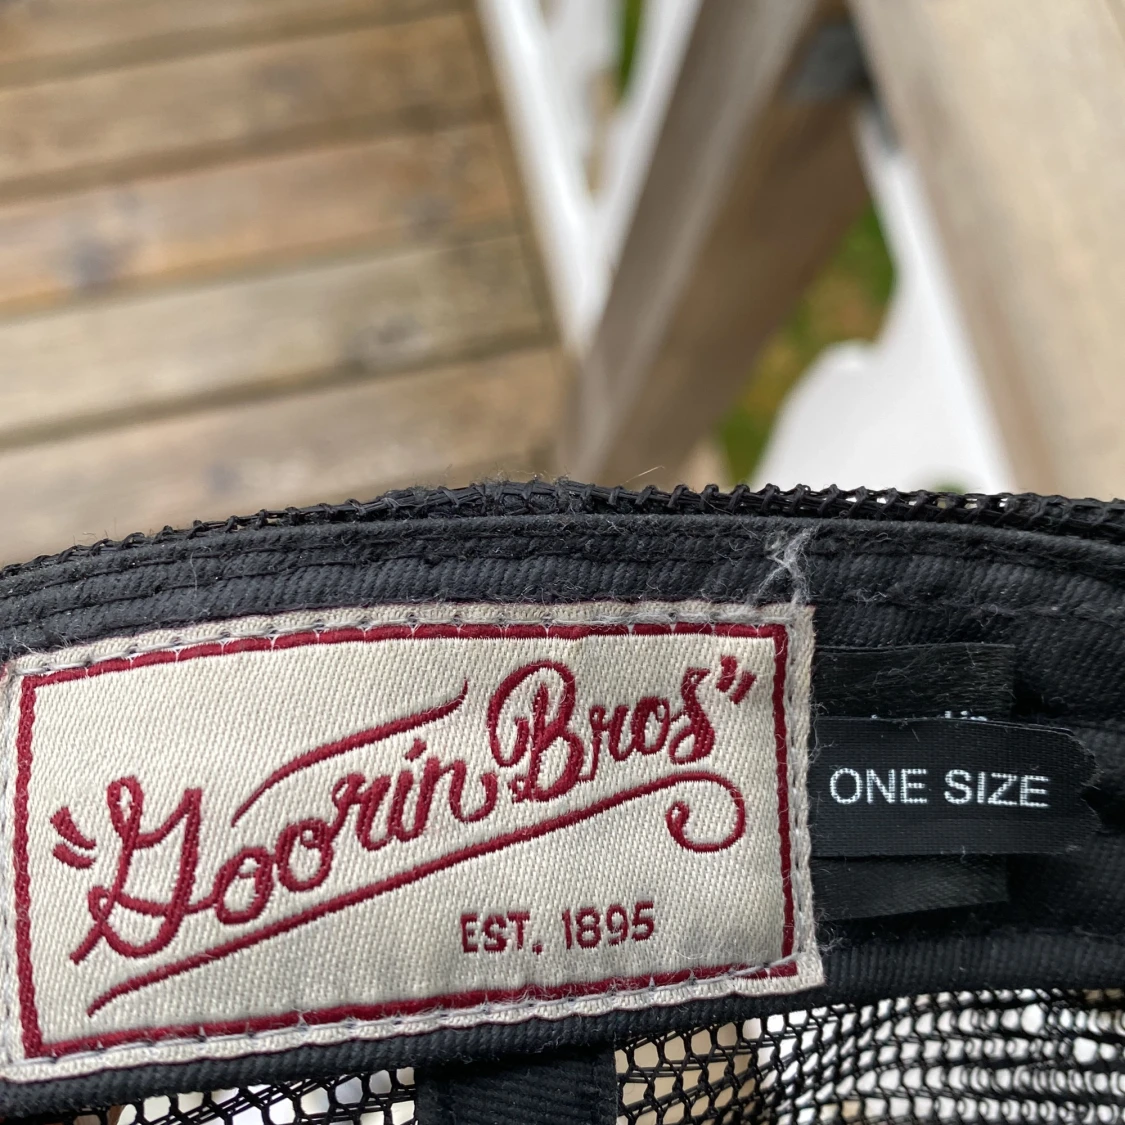 "Goorin Bros"
EST. 1895
ONE SIZE